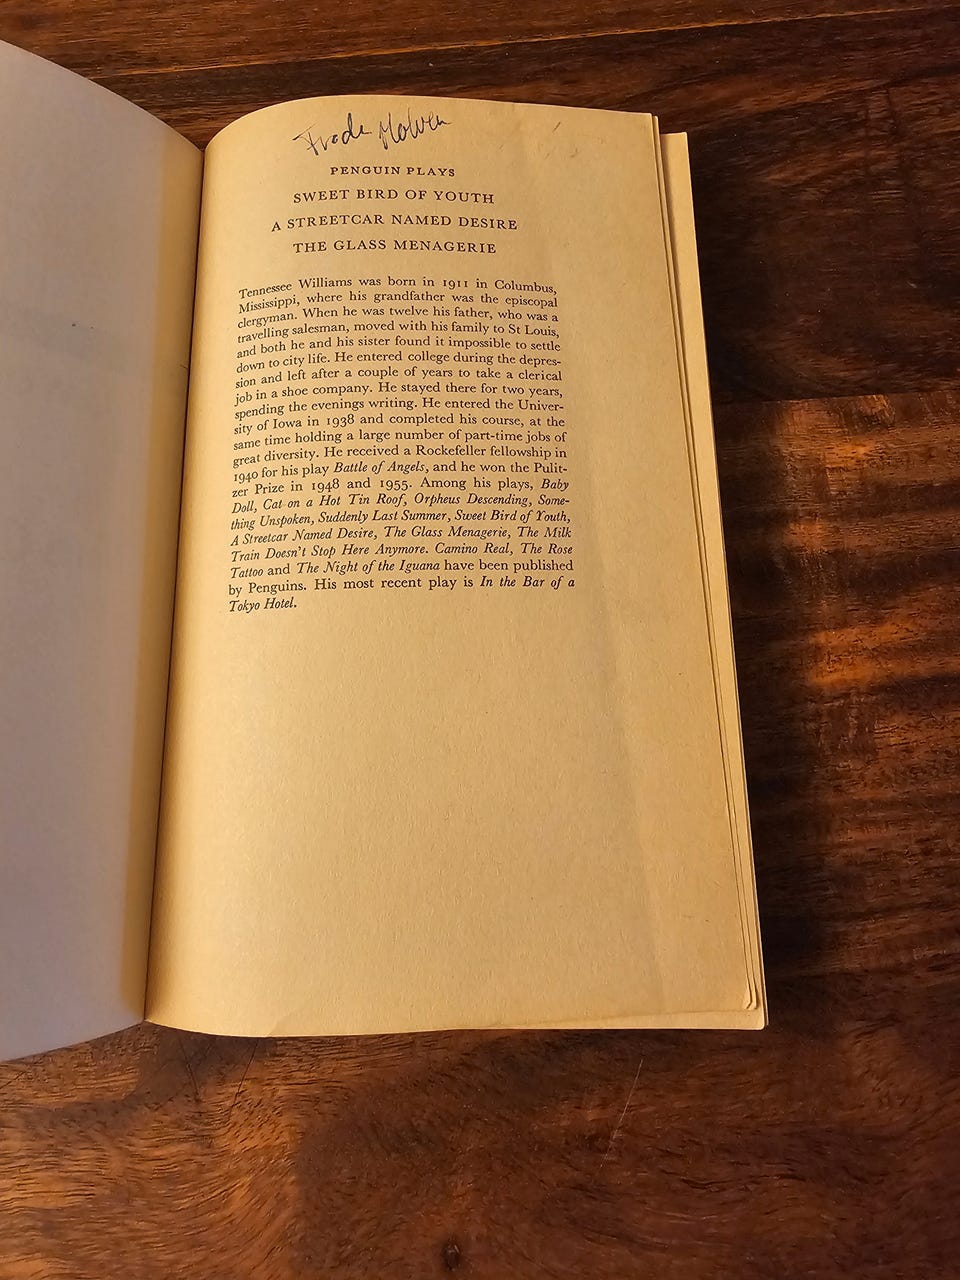 Frode Molven
PENGUIN PLAYS
SWEET BIRD OF YOUTH
A STREETCAR NAMED DESIRE
THE GLASS MENAGERIE
Tennessee Williams was born in 1911 in Columbus,
Mississippi, where his grandfather was the episcopal
clergyman. When he was twelve his father, who was a
travelling salesman, moved with his family to St Louis,
and both he and his sister found it impossible to settle
down to city life. He entered college during the depres-
sion and left after a couple of years to take a clerical
job in a shoe company. He stayed there for two years,
spending the evenings writing. He entered the Univer-
sity of Iowa in 1938 and completed his course, at the
same time holding a large number of part-time jobs of
great diversity. He received a Rockefeller fellowship in
1940 for his play Battle of Angels, and he won the Pulit-
zer Prize in 1948 and 1955. Among his plays, Baby
Doll, Cat on a Hot Tin Roof, Orpheus Descending, Some-
thing Unspoken, Suddenly Last Summer, Sweet Bird of Youth,
A Streetcar Named Desire, The Glass Menagerie, The Milk
Train Doesn't Stop Here Anymore. Camino Real, The Rose
Tattoo and The Night of the Iguana have been published
by Penguins. His most recent play is In the Bar of a
Tokyo Hotel.